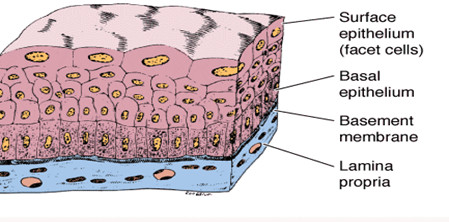 Surface
epithelium
(facet cells)
Basal
epithelium
Basement
membrane
Lamina
propria